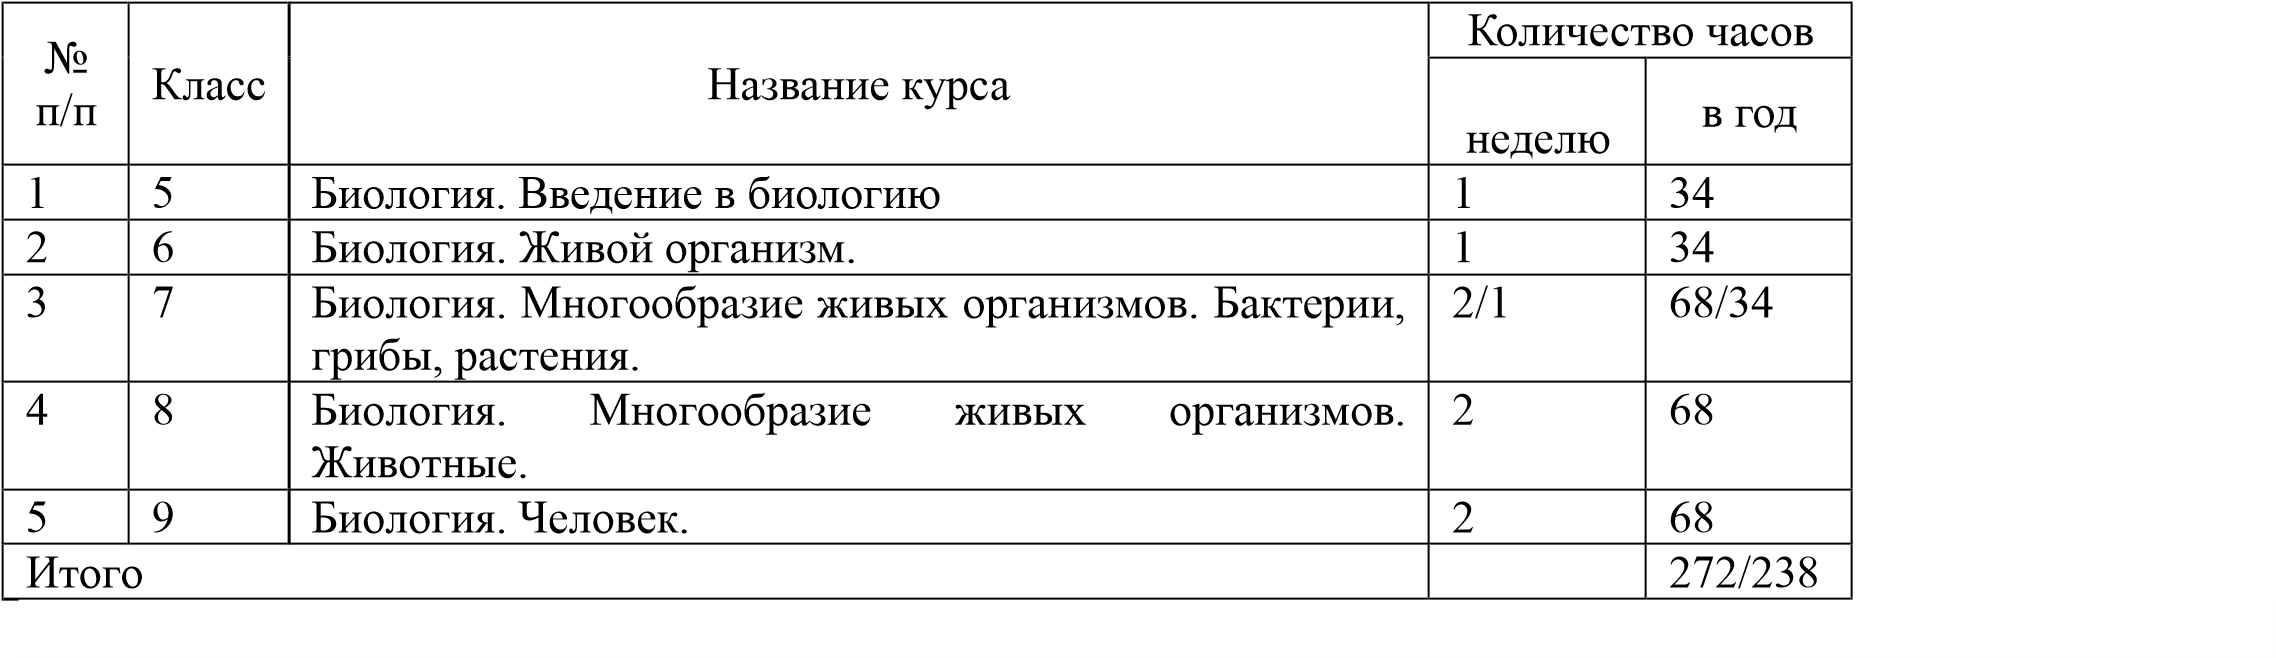 № п/п Класс Название курса Количество часов
неделю в год
1 5 Биология. Введение в биологию 1 34
2 6 Биология. Живой организм. 1 34
3 7 Биология. Многообразие живых организмов. Бактерии, 2/1 68/34
грибы, растения.
4 8 Биология. Многообразие живых организмов. 2 68
Животные.
5 9 Биология. Человек. 2 68
Итого 272/238